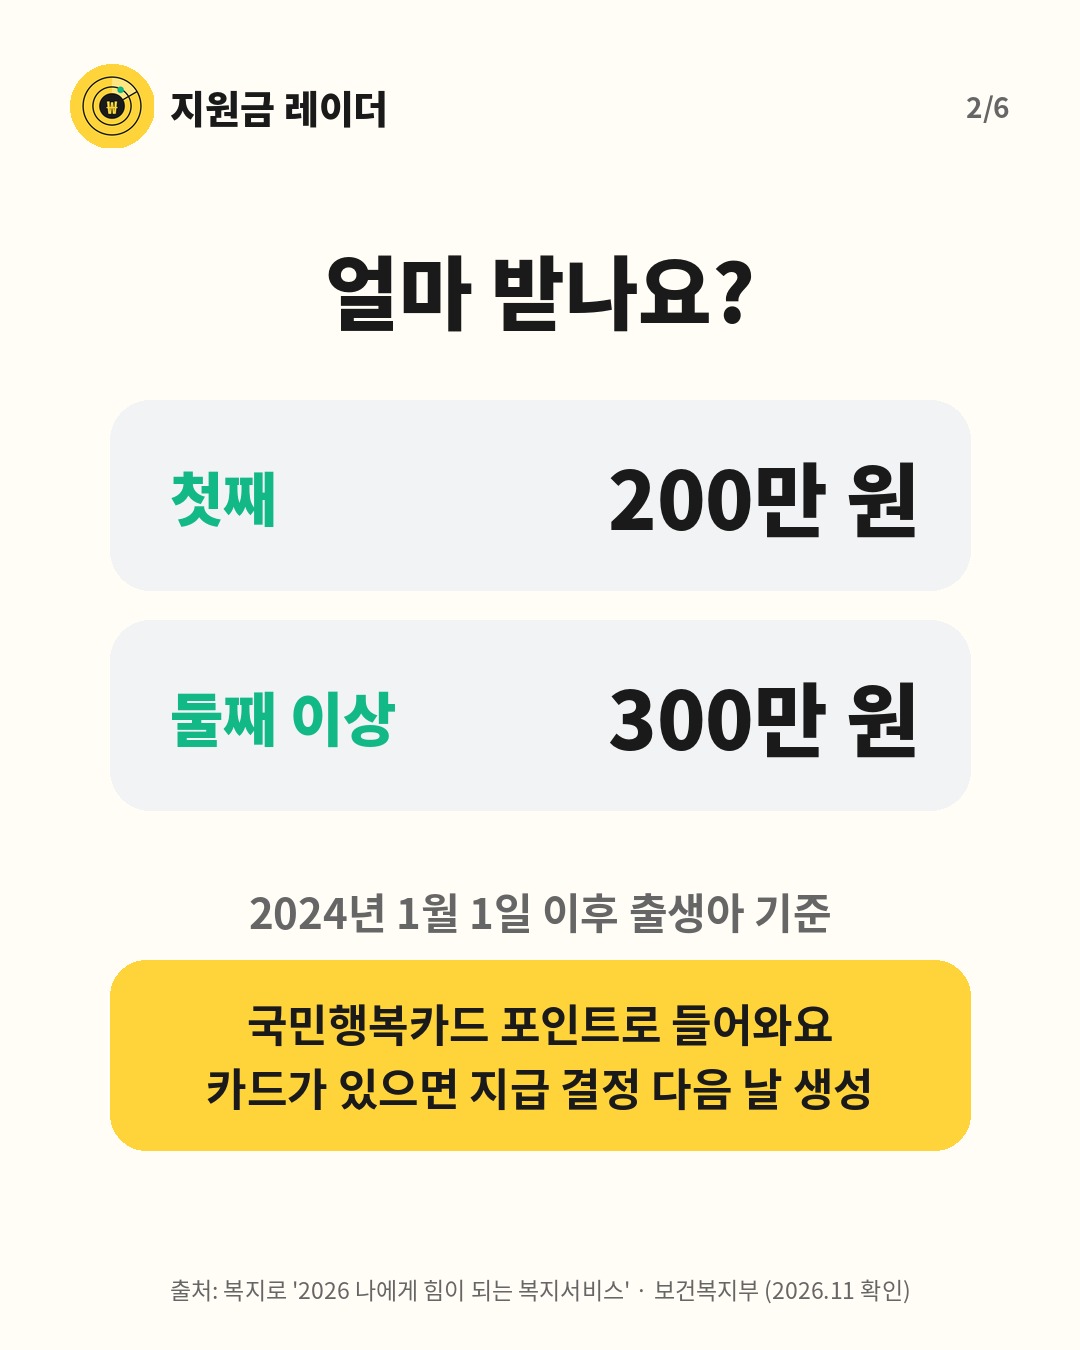 ₩
지원금 레이더
2/6
얼마 받나요?
첫째
200만 원
둘째 이상
300만 원
2024년 1월 1일 이후 출생아 기준
국민행복카드 포인트로 들어와요
카드가 있으면 지급 결정 다음 날 생성
출처: 복지로 '2026 나에게 힘이 되는 복지서비스' · 보건복지부 (2026.11 확인)